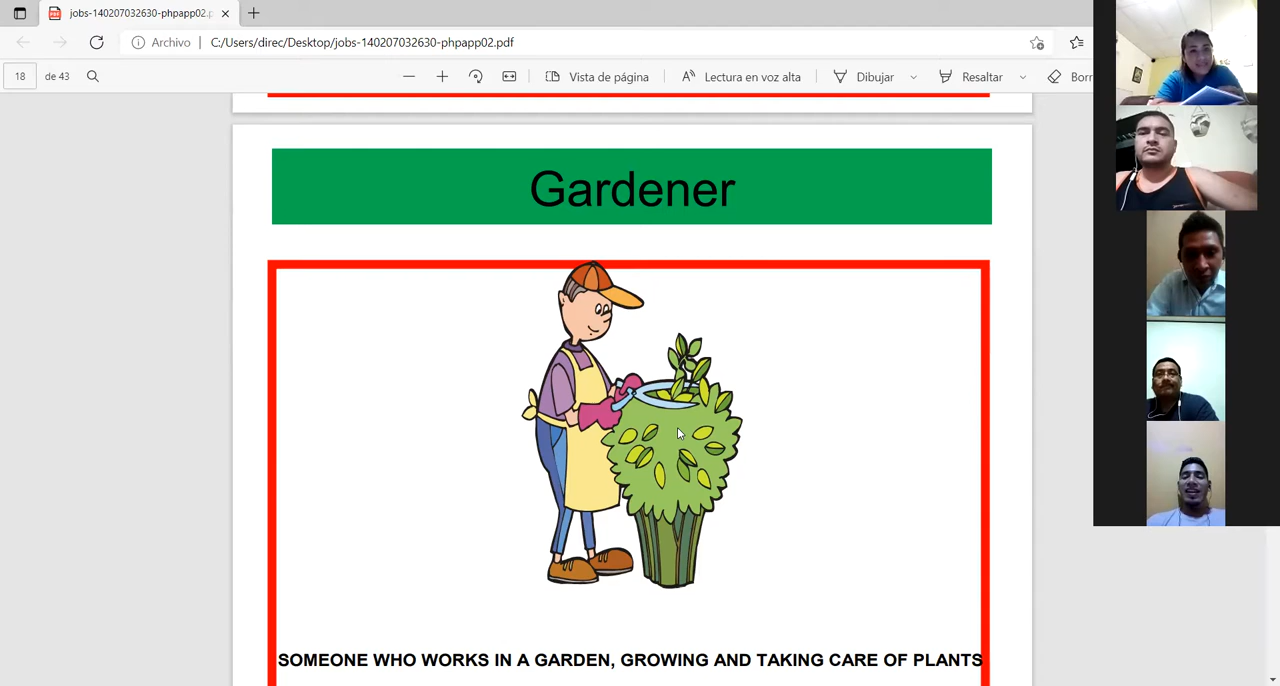 jobs-140207032630-phpapp02.p
Archivo C:/Users/direc/Desktop/jobs-140207032630-phpapp02.pdf
18 de 43 Vista de página Lectura en voz alta Dibujar Resaltar Borr
Gardener
SOMEONE WHO WORKS IN A GARDEN, GROWING AND TAKING CARE OF PLANTS